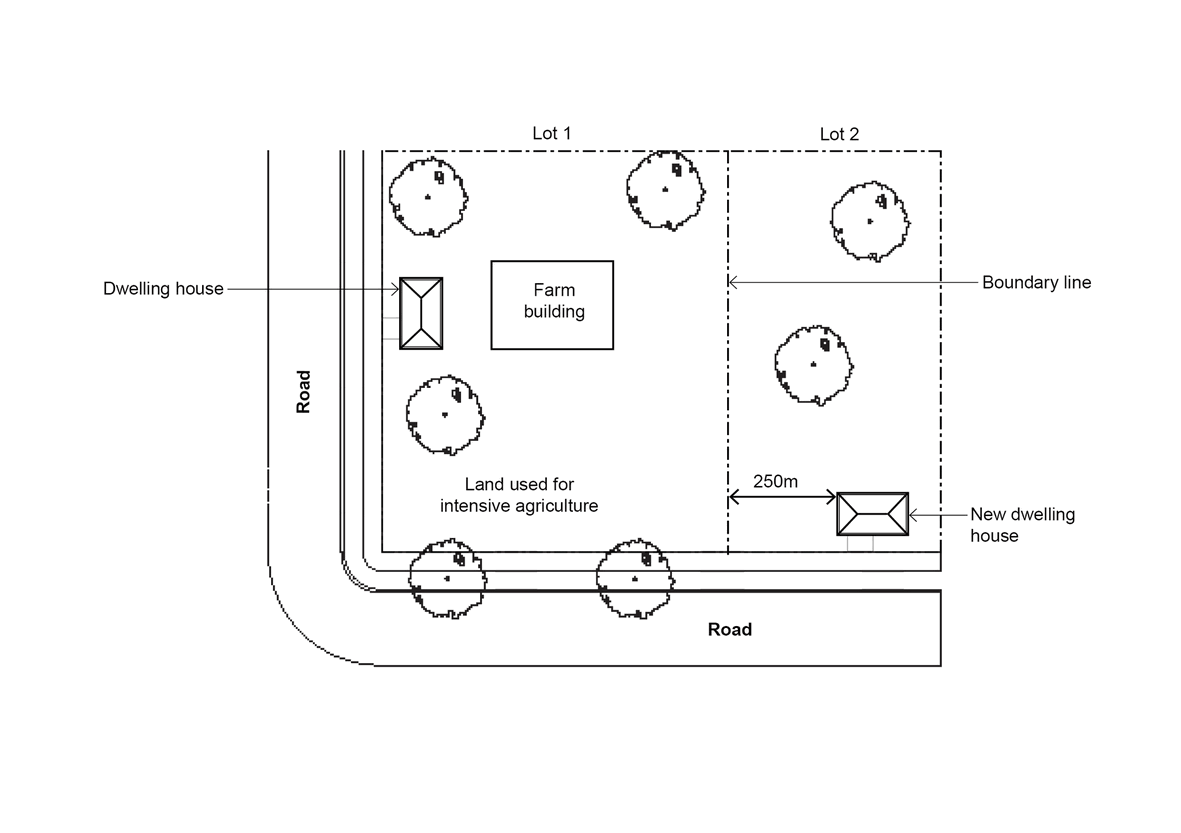 Lot 1
Lot 2
Dwelling house
Farm
building
Boundary line
Road
Land used for
intensive agriculture
250m
New dwelling
house
Road